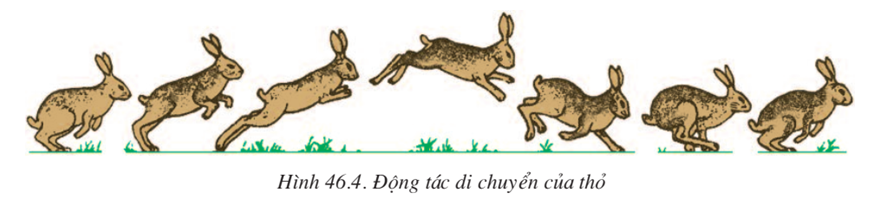 Hình 46.4. Động tác di chuyển của thỏ